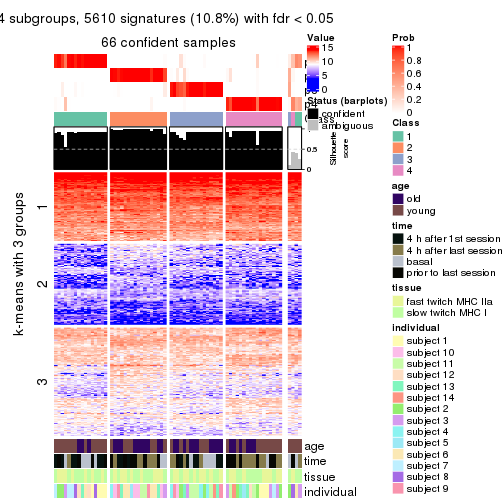 4 subgroups, 5610 signatures (10.8%) with fdr < 0.05
66 confident samples
k-means with 3 groups
1
2
3
age
time
tissue
individual
Value
15
10
5
0
Status (barplots)
confident
ambiguous
1
0.5
0
Silhouette
score
Prob
1
0.8
0.6
0.4
0.2
0
Class
1
2
3
4
age
old
young
time
4 h after 1st session
4 h after last session
basal
prior to last session
tissue
fast twitch MHC IIa
slow twitch MHC I
individual
subject 1
subject 10
subject 11
subject 12
subject 13
subject 14
subject 2
subject 3
subject 4
subject 5
subject 6
subject 7
subject 8
subject 9